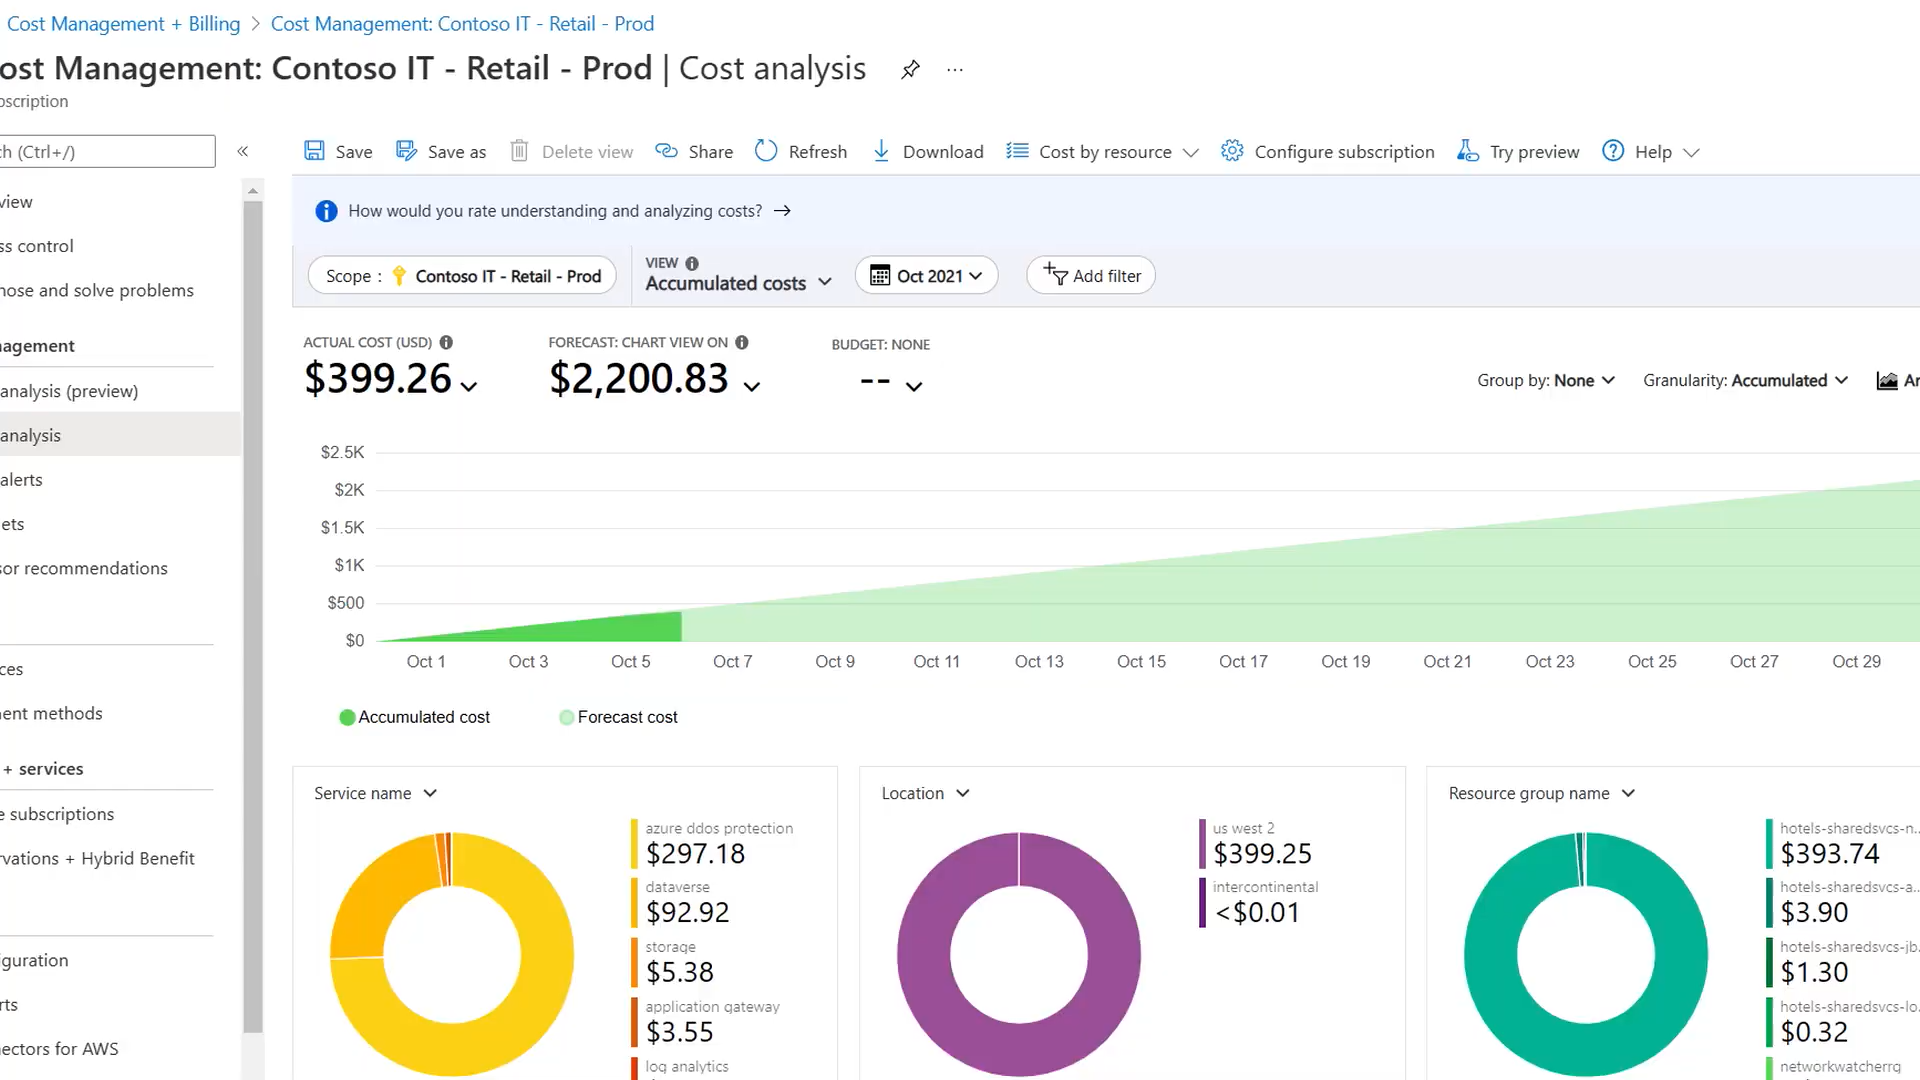 Cost Management + Billing > Cost Management: Contoso IT - Retail - Prod
ost Management: Contoso IT - Retail - Prod | Cost analysis ...
bscription
ch (Ctrl+/)
«
Save
Save as
Delete view
Share
Refresh
Download
Cost by resource
Configure subscription
Try preview
Help
view
ss control
nose and solve problems
nagement
analysis (preview)
analysis
alerts
ets
sor recommendations
ces
ent methods
+ services
e subscriptions
rvations + Hybrid Benefit
guration
rts
nectors for AWS
How would you rate understanding and analyzing costs? →
Scope : Contoso IT - Retail - Prod
VIEW
Accumulated costs
Oct 2021
Add filter
ACTUAL COST (USD)
$399.26
FORECAST: CHART VIEW ON
$2,200.83
BUDGET: NONE
--
Group by: None
Granularity: Accumulated
Ar
$2.5K
$2K
$1.5K
$1K
$500
$0
Oct 1 Oct 3 Oct 5 Oct 7 Oct 9 Oct 11 Oct 13 Oct 15 Oct 17 Oct 19 Oct 21 Oct 23 Oct 25 Oct 27 Oct 29
Accumulated cost
Forecast cost
Service name
azure ddos protection
$297.18
dataverse
$92.92
storage
$5.38
application gateway
$3.55
log analytics
Location
us west 2
$399.25
intercontinental
<$0.01
Resource group name
hotels-sharedsvcs-n...
$393.74
hotels-sharedsvcs-a...
$3.90
hotels-sharedsvcs-jb...
$1.30
hotels-sharedsvcs-lo...
$0.32
networkwatcherrg